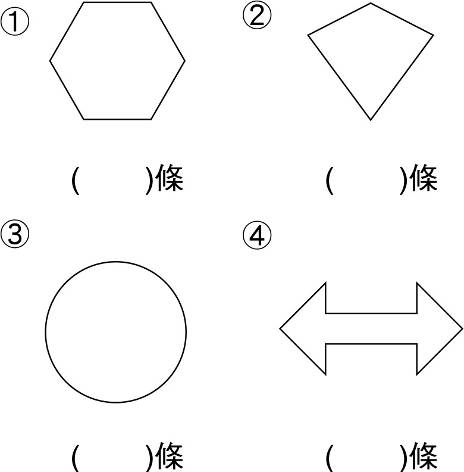 ① ②
(　　)條 (　　)條
③ ④
(　　)條 (　　)條